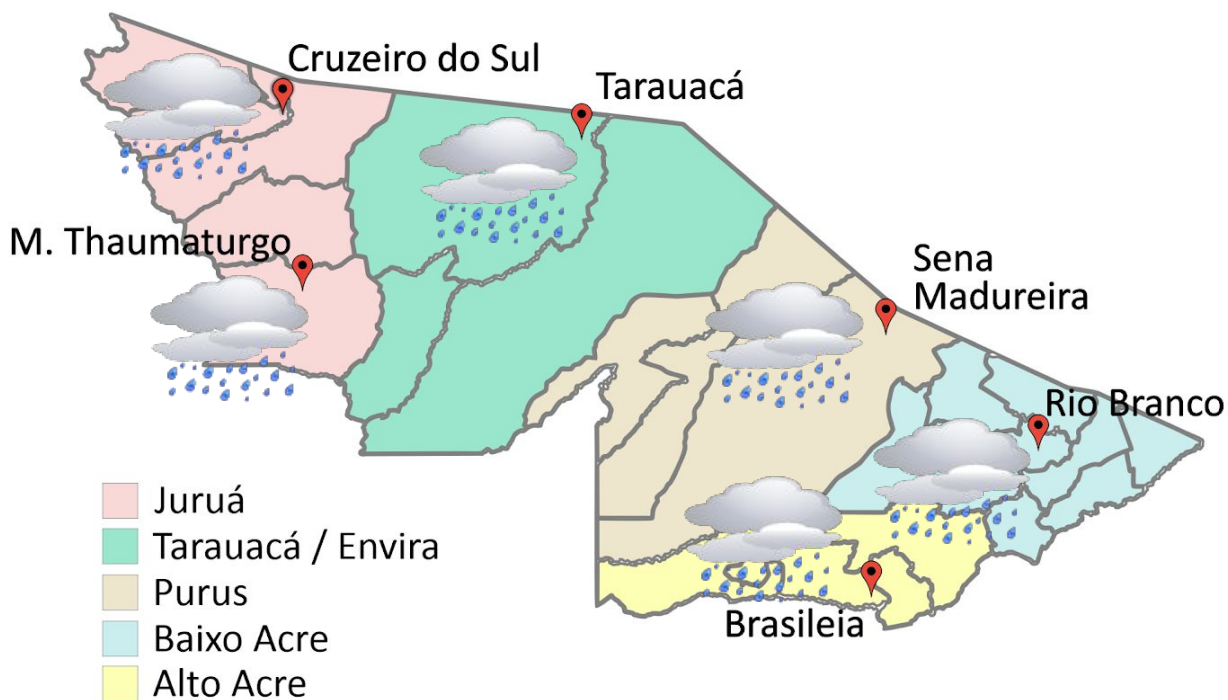 Cruzeiro do Sul
Tarauacá
M. Thaumaturgo
Sena
Madureira
Rio Branco
Brasileia
Juruá
Tarauacá / Envira
Purus
Baixo Acre
Alto Acre